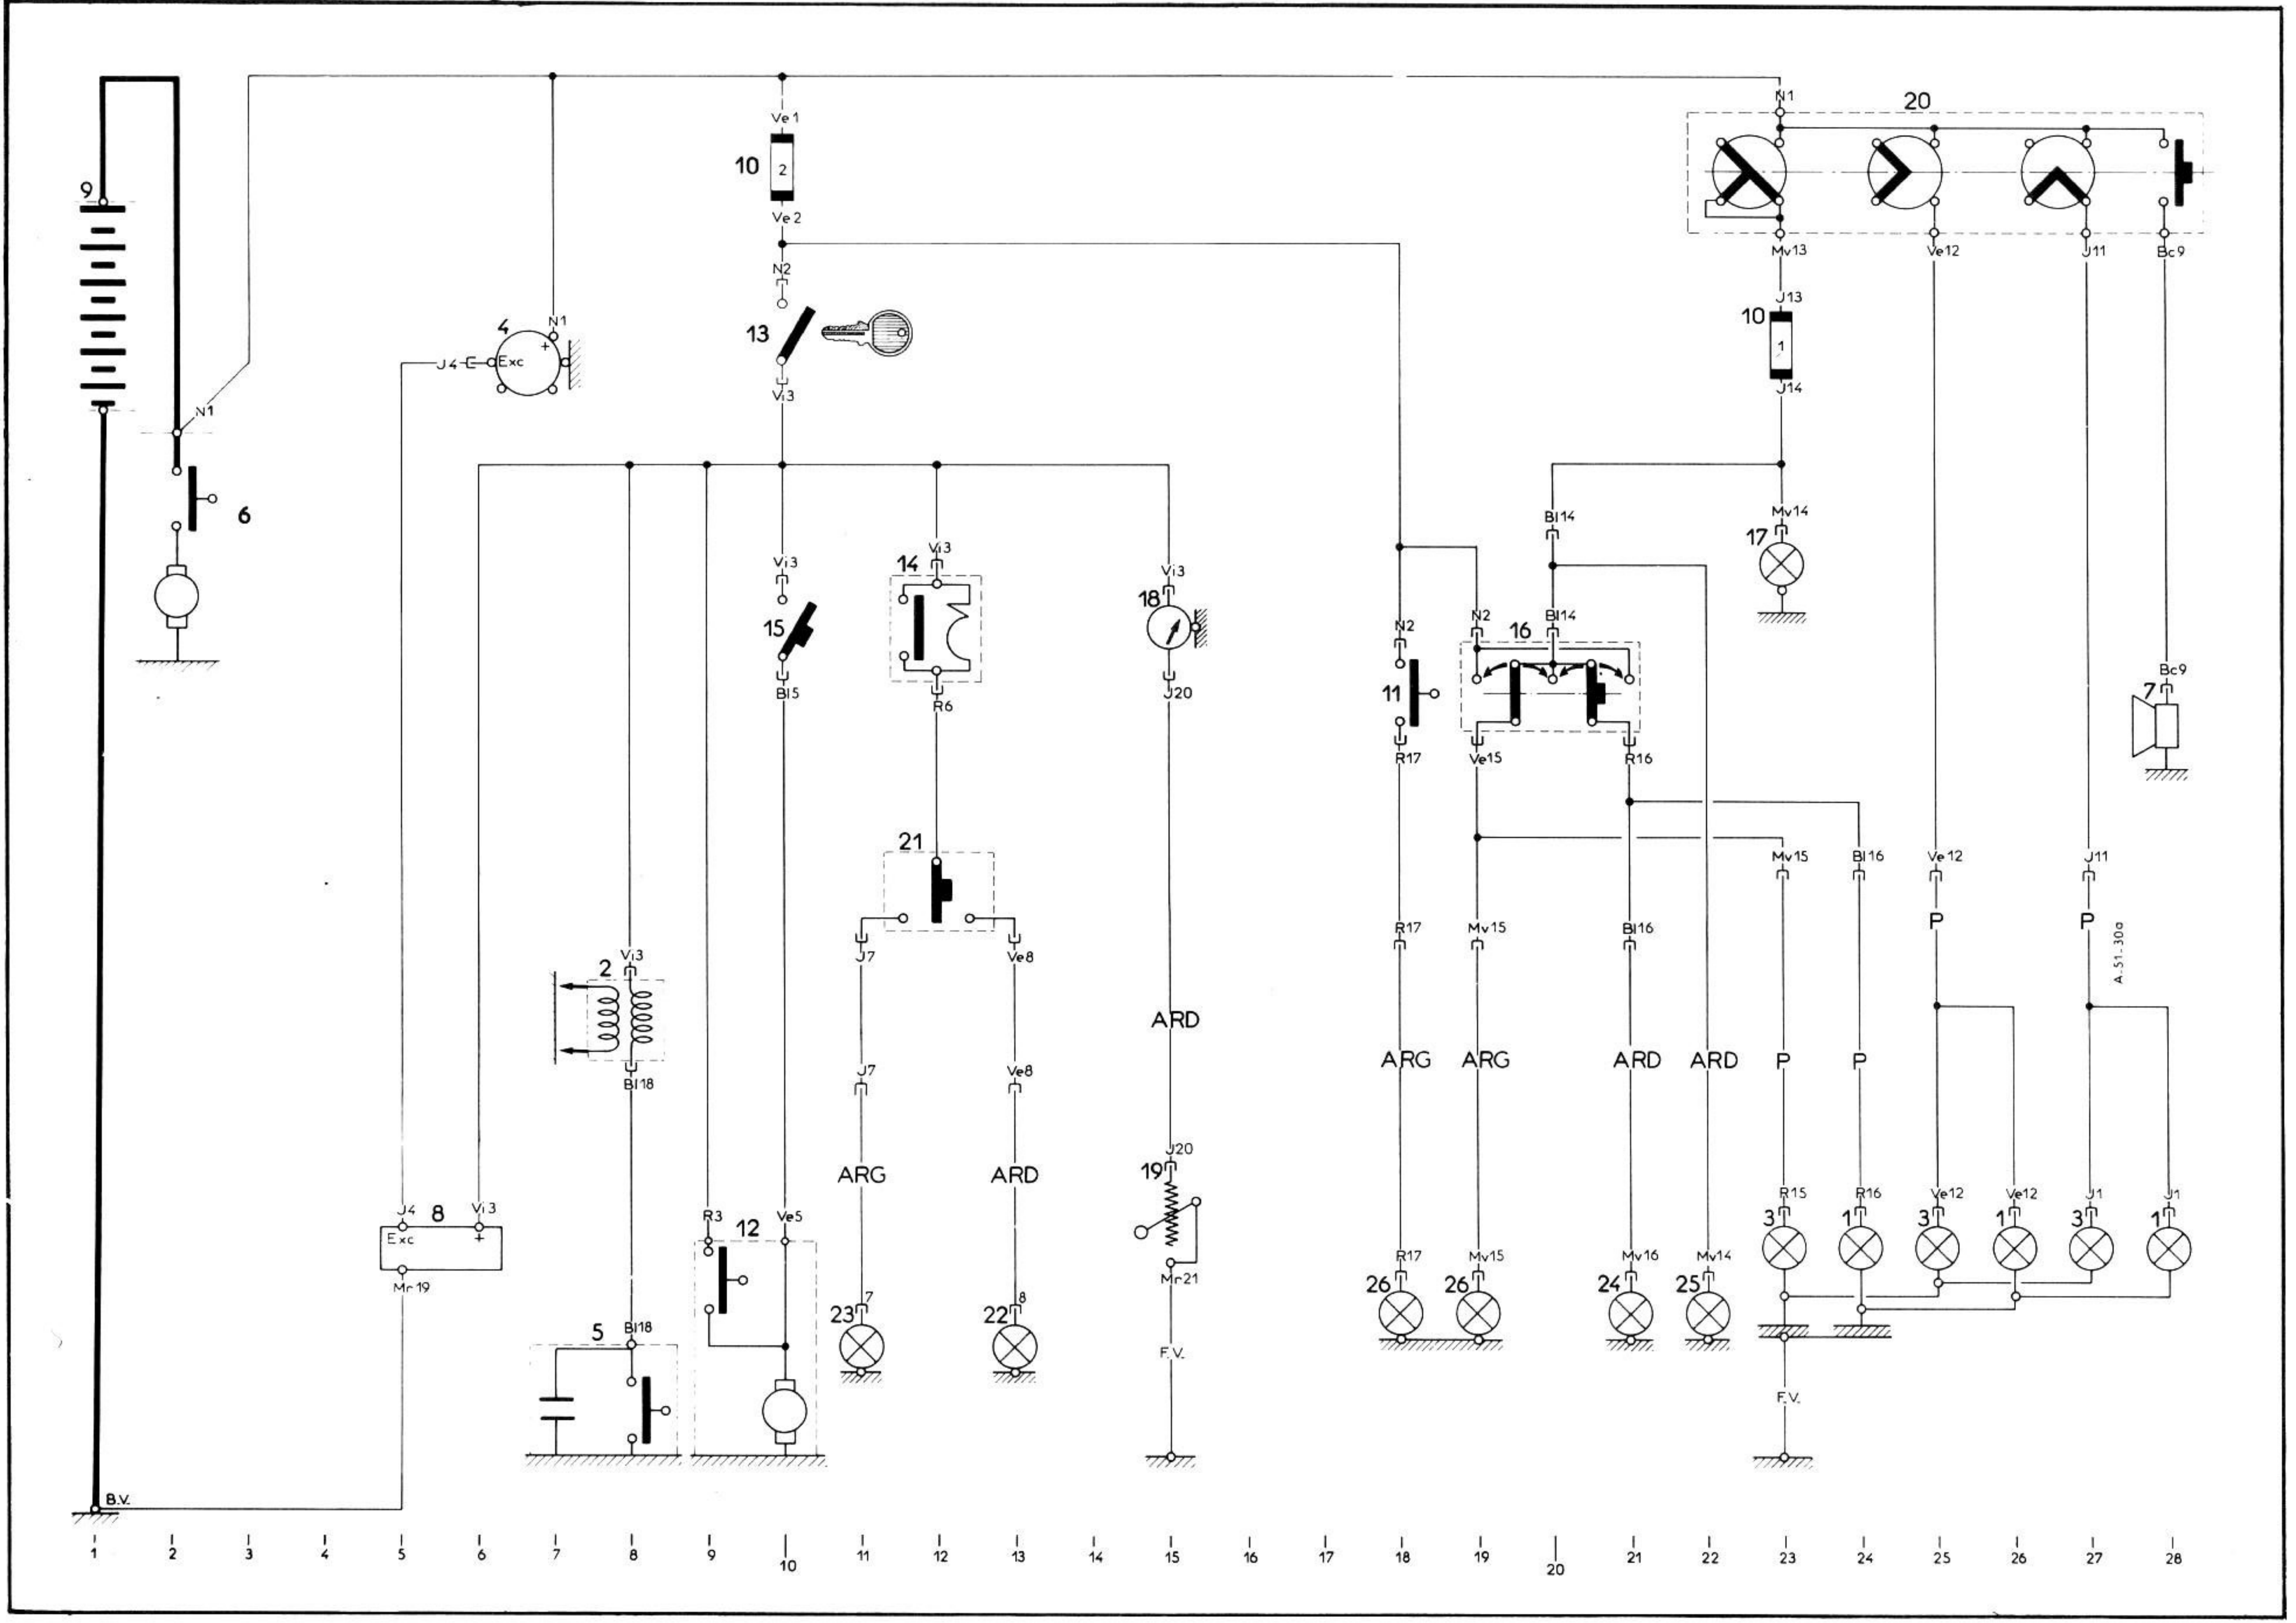 N1
20
Ve1
10
2
Ve2
9
Mv13
Ve12
J11
Bc9
N2
J13
10
1
4
N1
13
J4
Exc
+
J14
Vi3
N1
6
Mv14
Bl14
17
Vi3
14
Vi3
Vi3
18
15
N2
Bl14
16
N2
Bl5
R6
J20
11
Bc9
7
R17
Ve15
R16
21
Mv15
Bl16
Ve12
J11
R17
Mv15
Bl16
P
P
A.51-30a
J7
Ve8
Vi3
2
ARD
ARG
ARG
ARD
ARD
P
P
Bl18
J7
Ve8
ARG
ARD
J20
19
R15
R16
Ve12
Ve12
J1
J1
J4
8
Vi3
R3
12
Ve5
3
1
3
1
3
1
Exc
+
Mr19
Mr21
R17
Mv15
Mv16
Mv14
26
26
24
25
7
23
8
22
5
Bl18
F.V.
F.V.
B.V.
1 2 3 4 5 6 7 8 9 10 11 12 13 14 15 16 17 18 19 20 21 22 23 24 25 26 27 28